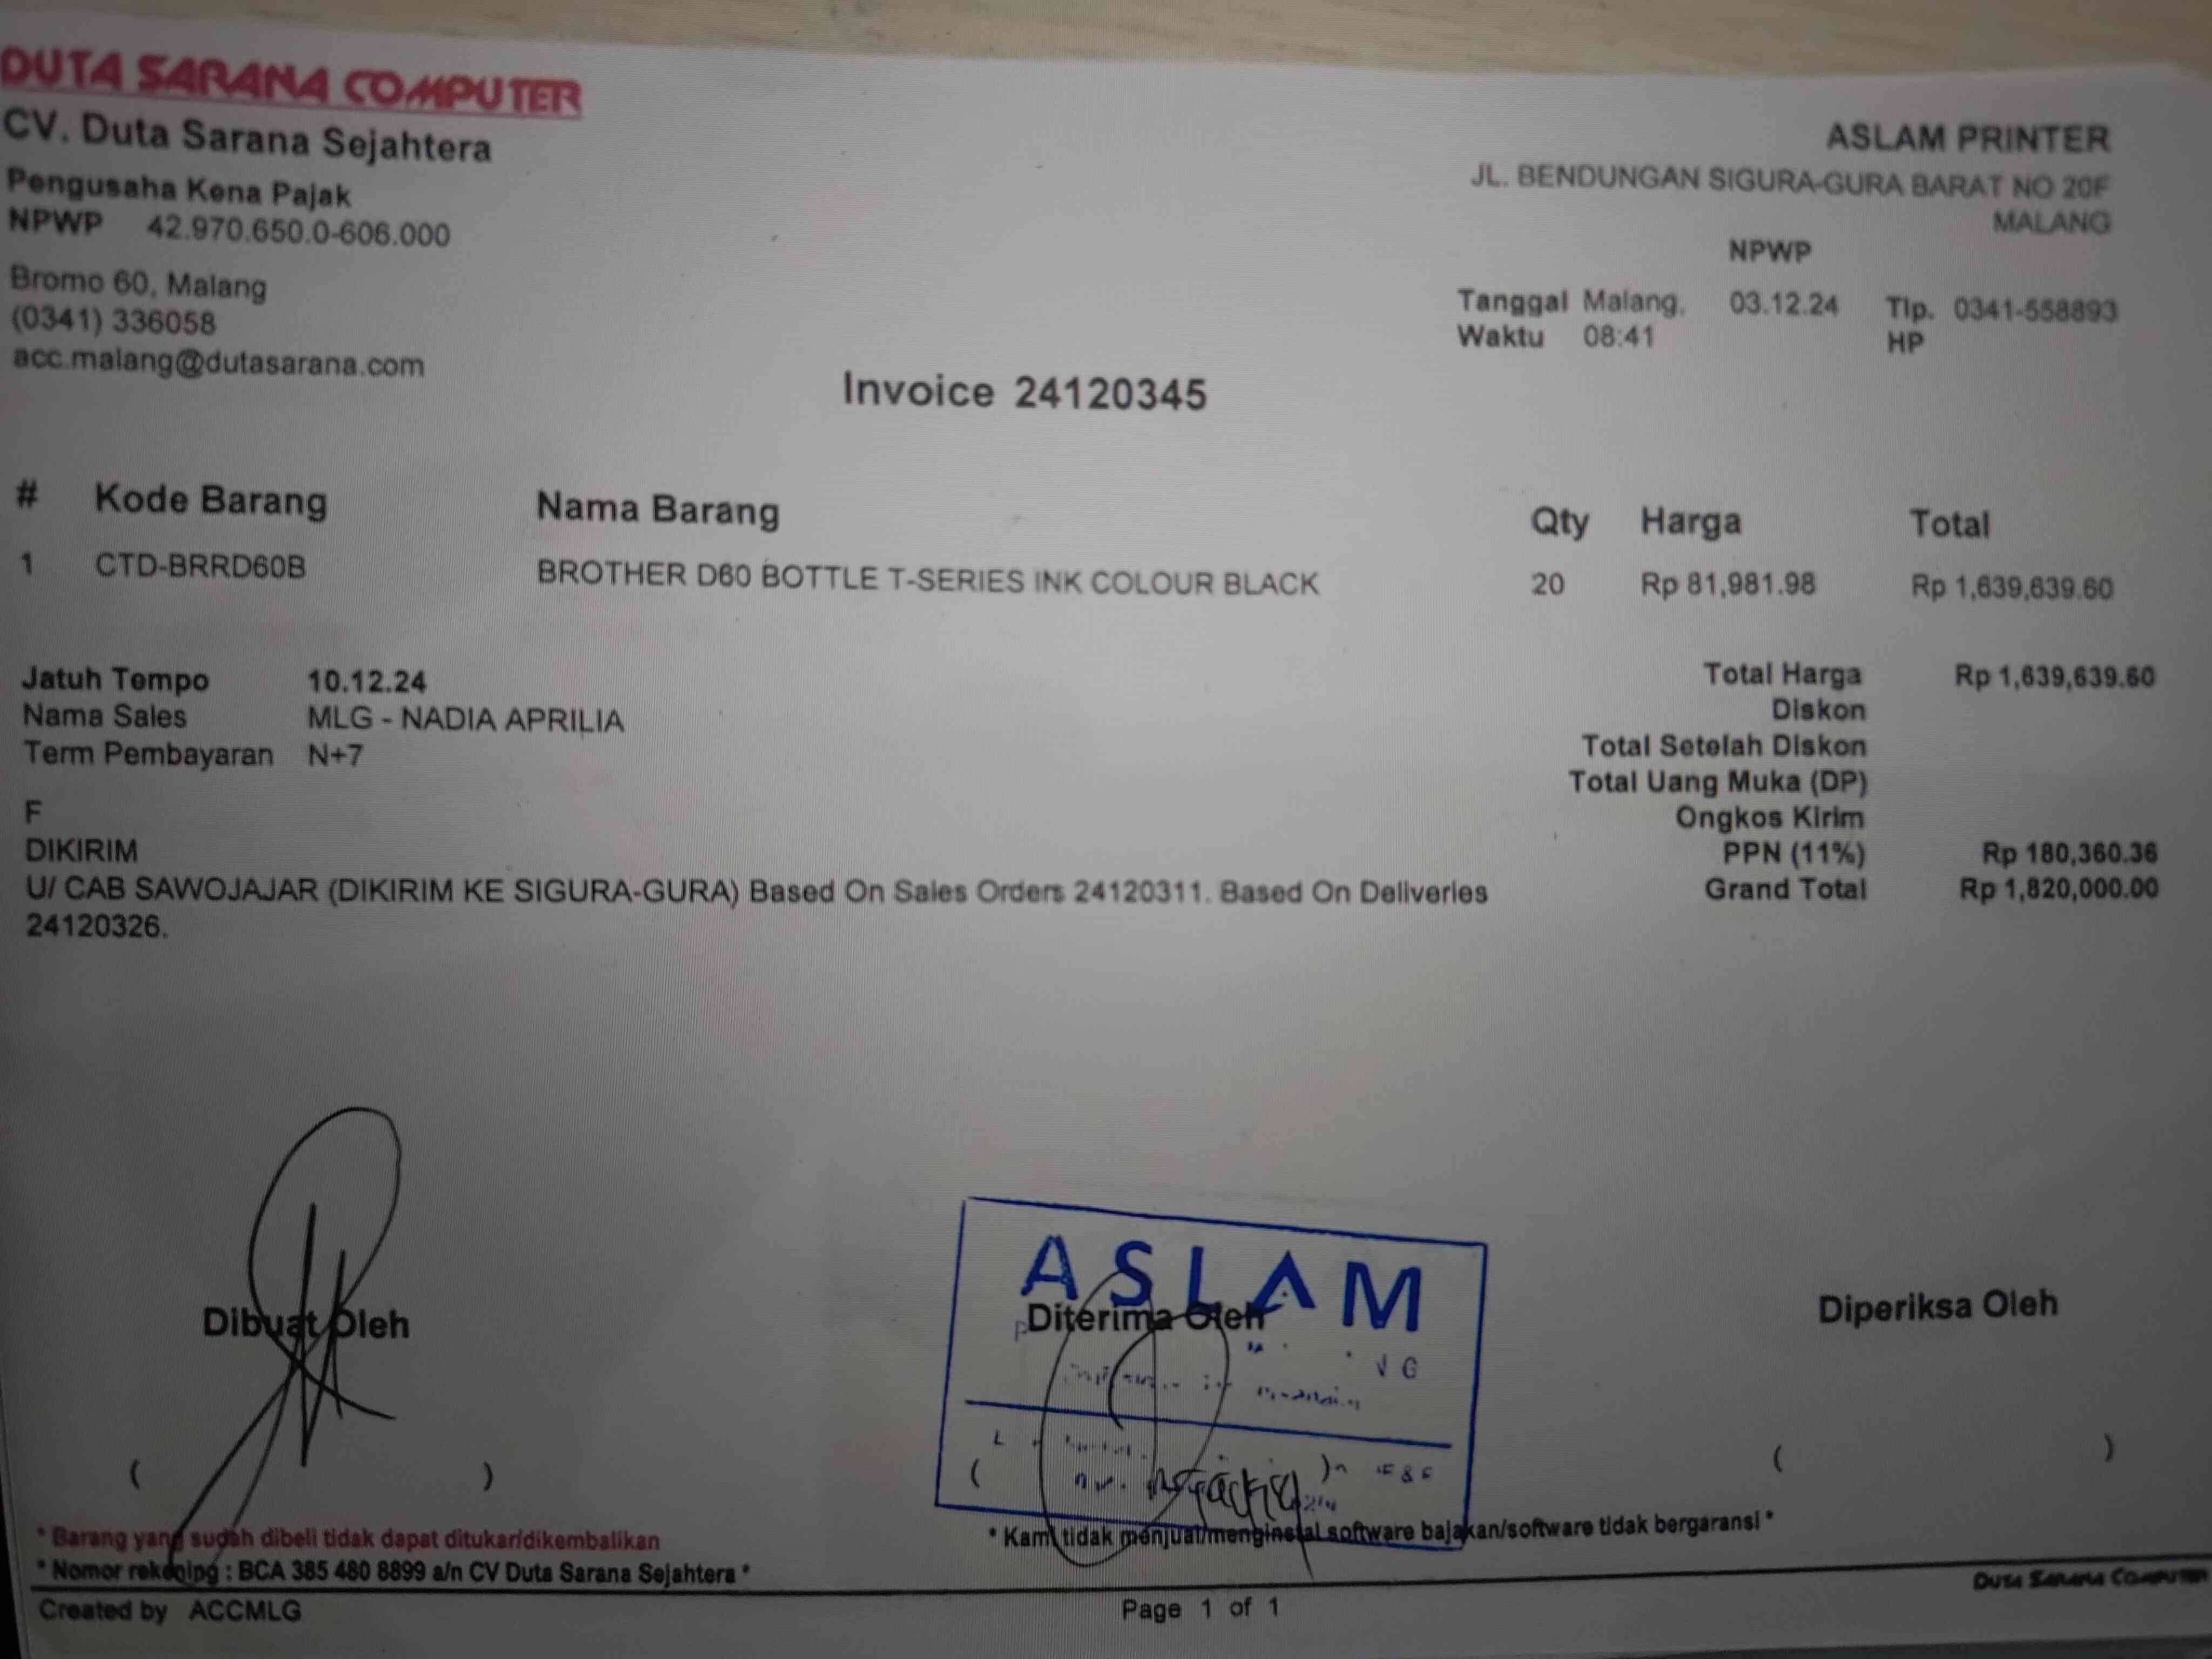 DUTA SARANA COMPUTER
CV. Duta Sarana Sejahtera
Pengusaha Kena Pajak
NPWP 42.970.650.0-606.000
Bromo 60, Malang
(0341) 336058
acc.malang@dutasarana.com
ASLAM PRINTER
JL. BENDUNGAN SIGURA-GURA BARAT NO 20F
MALANG
NPWP
Tanggal Malang, 03.12.24 Tlp. 0341-558893
Waktu 08:41 HP
Invoice 24120345
# Kode Barang Nama Barang Qty Harga Total
1 CTD-BRRD60B BROTHER D60 BOTTLE T-SERIES INK COLOUR BLACK 20 Rp 81,981.98 Rp 1,639,639.60
Jatuh Tempo 10.12.24
Nama Sales MLG - NADIA APRILIA
Term Pembayaran N+7
F
DIKIRIM
U/ CAB SAWOJAJAR (DIKIRIM KE SIGURA-GURA) Based On Sales Orders 24120311. Based On Deliveries
24120326.
Total Harga Rp 1,639,639.60
Diskon
Total Setelah Diskon
Total Uang Muka (DP)
Ongkos Kirim
PPN (11%) Rp 180,360.36
Grand Total Rp 1,820,000.00
ASLAM
Dibuat Oleh Diterima Oleh Diperiksa Oleh
( ) ( ) ( )
* Barang yang sudah dibeli tidak dapat ditukar/dikembalikan
* Kami tidak menjual/menginstal software bajakan/software tidak bergaransi *
* Nomor rekening : BCA 385 480 8899 a/n CV Duta Sarana Sejahtera *
DUTA SARANA COMPUTER
Created by ACCMLG Page 1 of 1